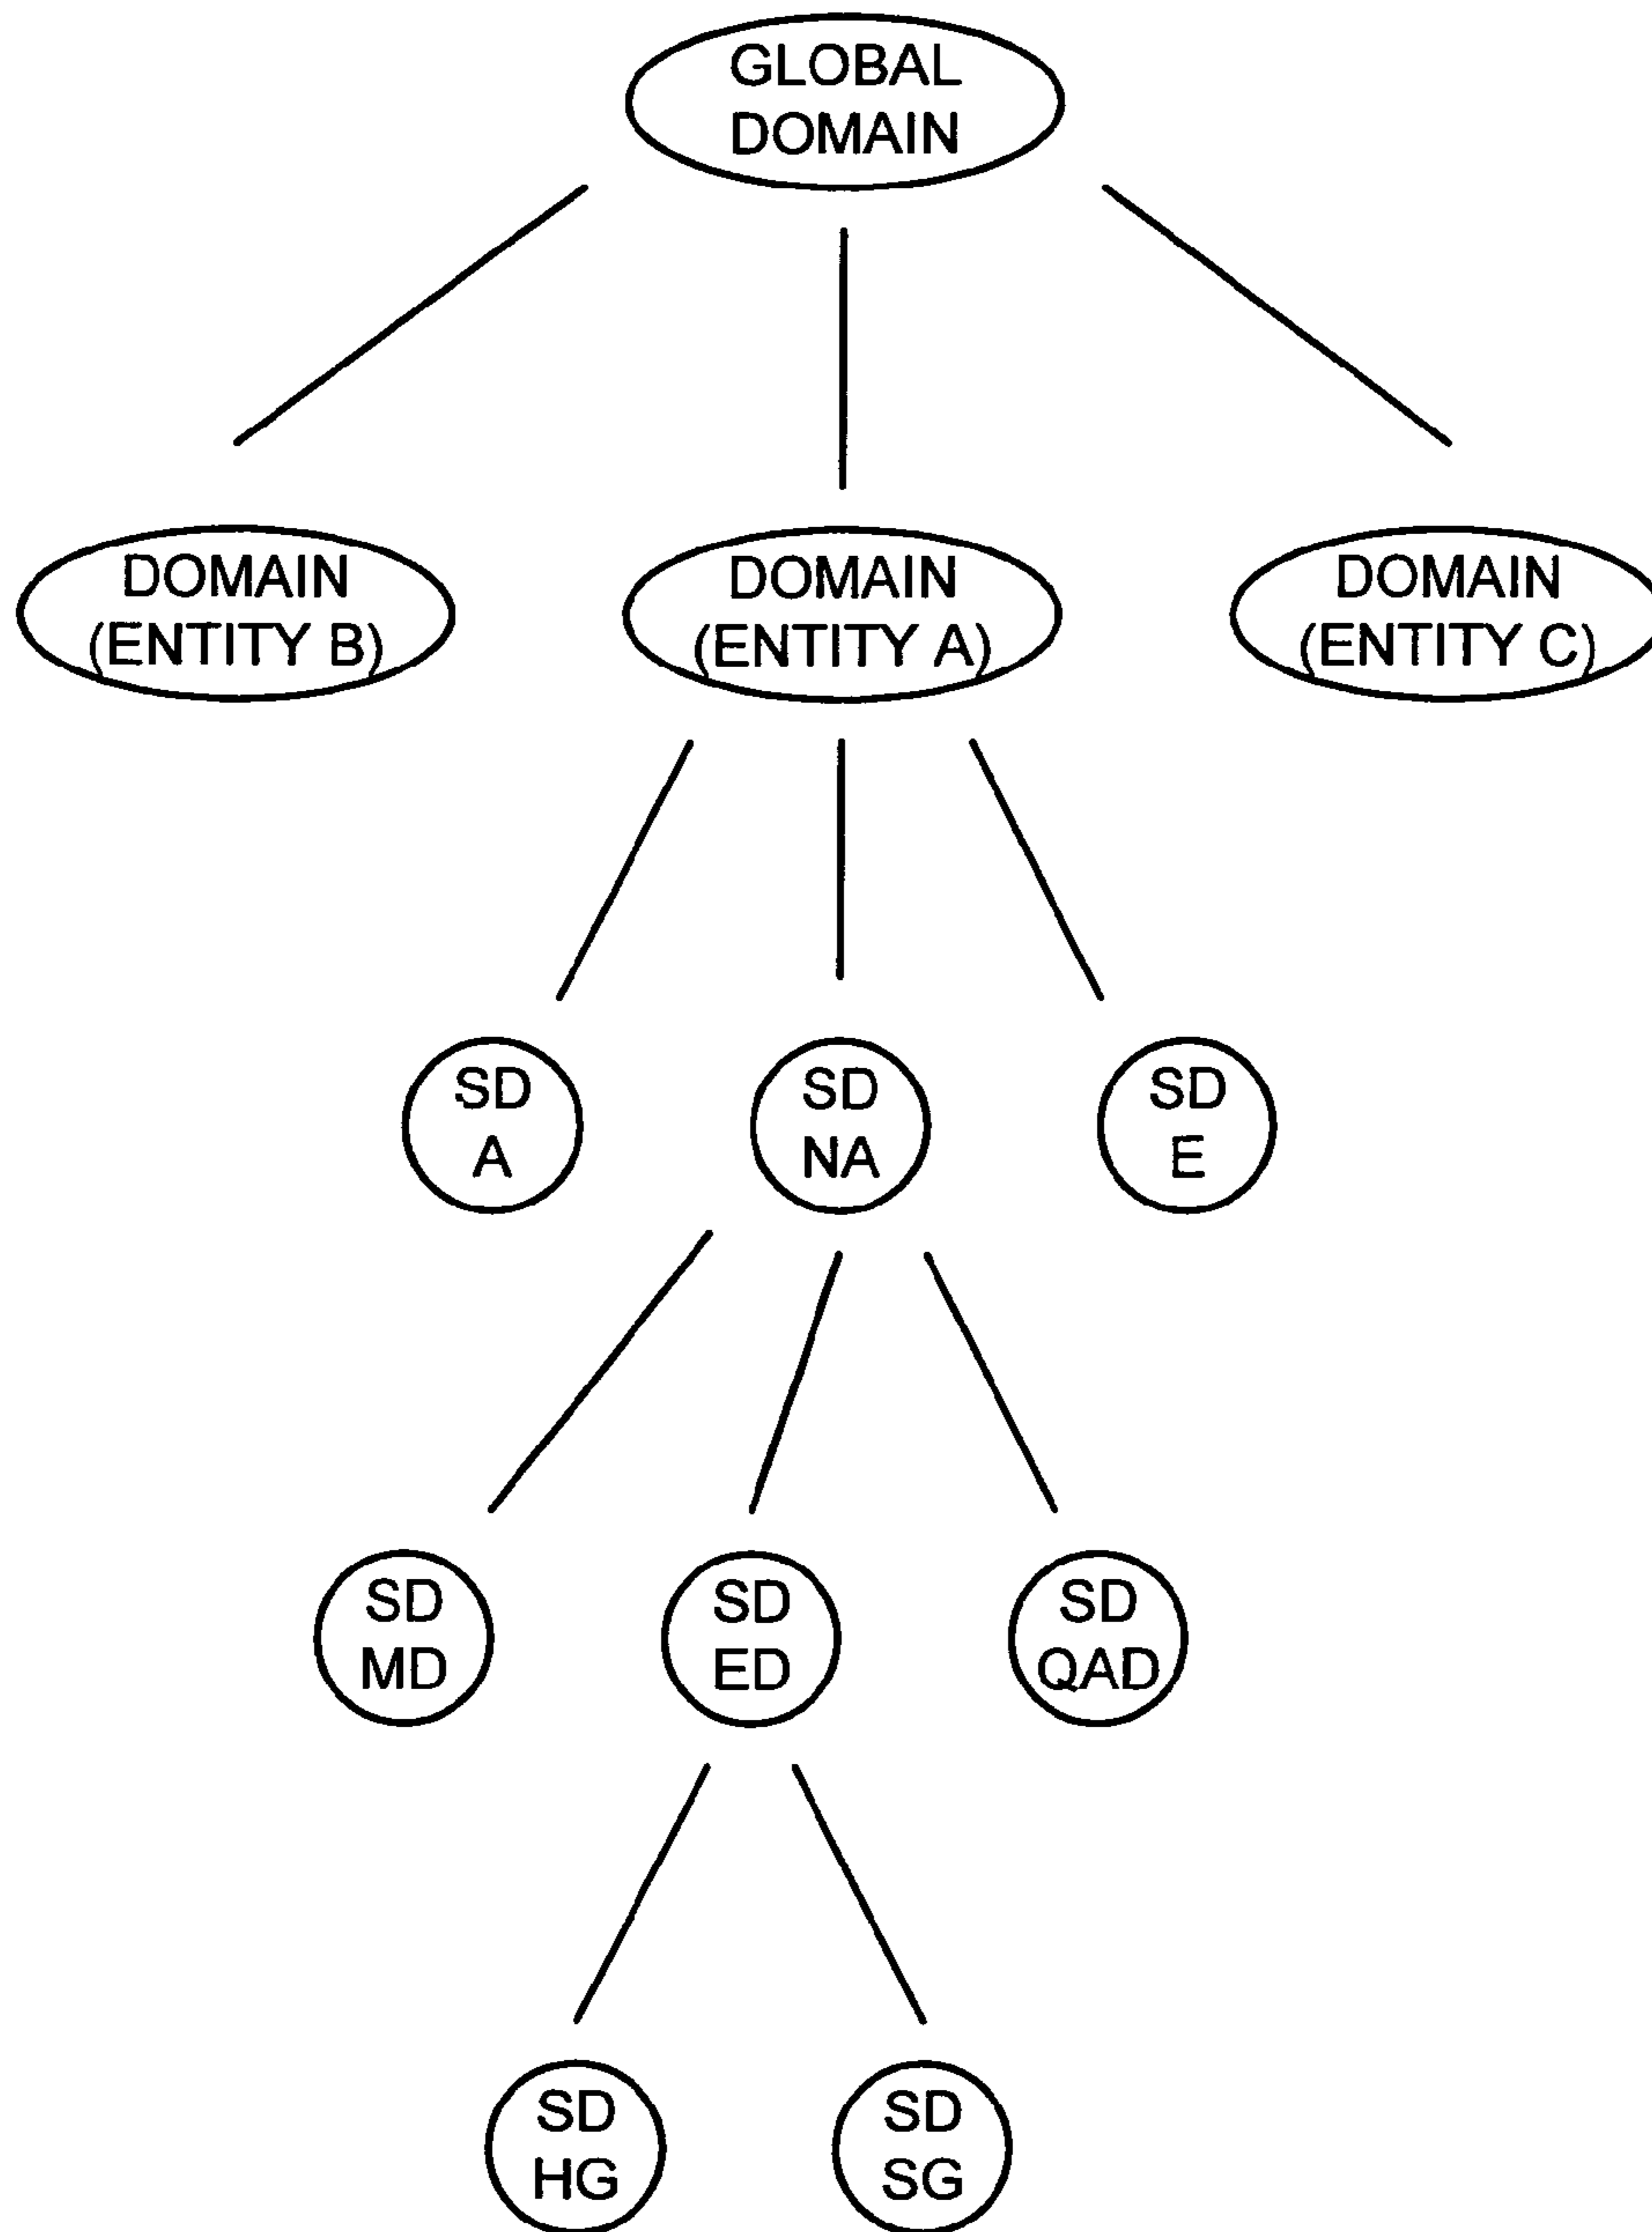 GLOBAL
DOMAIN
DOMAIN
(ENTITY B)
DOMAIN
(ENTITY A)
DOMAIN
(ENTITY C)
SD
A
SD
NA
SD
E
SD
MD
SD
ED
SD
QAD
SD
HG
SD
SG